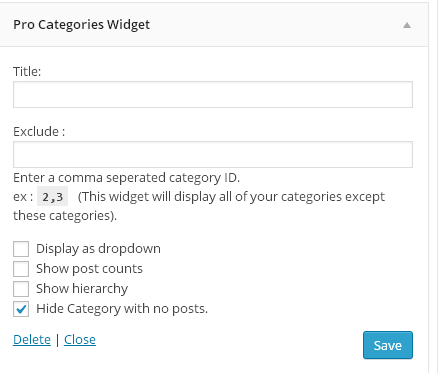 Pro Categories Widget
Title:
Exclude :
Enter a comma seperated category ID.
ex : 2,3 (This widget will display all of your categories except
these categories).
Display as dropdown
Show post counts
Show hierarchy
Hide Category with no posts.
Delete | Close
Save